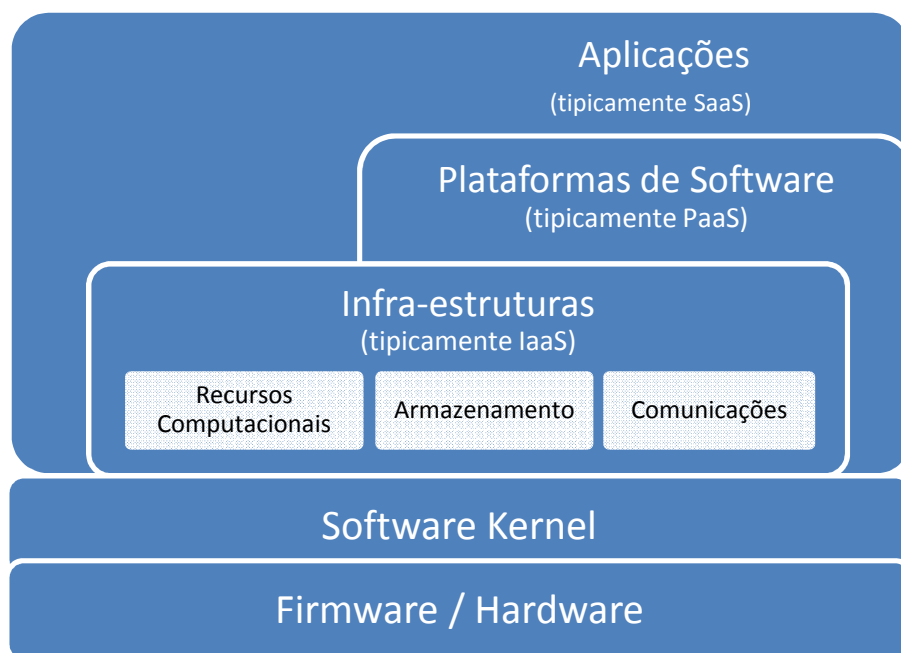 Aplicações
(tipicamente SaaS)
Plataformas de Software
(tipicamente PaaS)
Infra-estruturas
(tipicamente IaaS)
Recursos
Computacionais
Armazenamento
Comunicações
Software Kernel
Firmware / Hardware